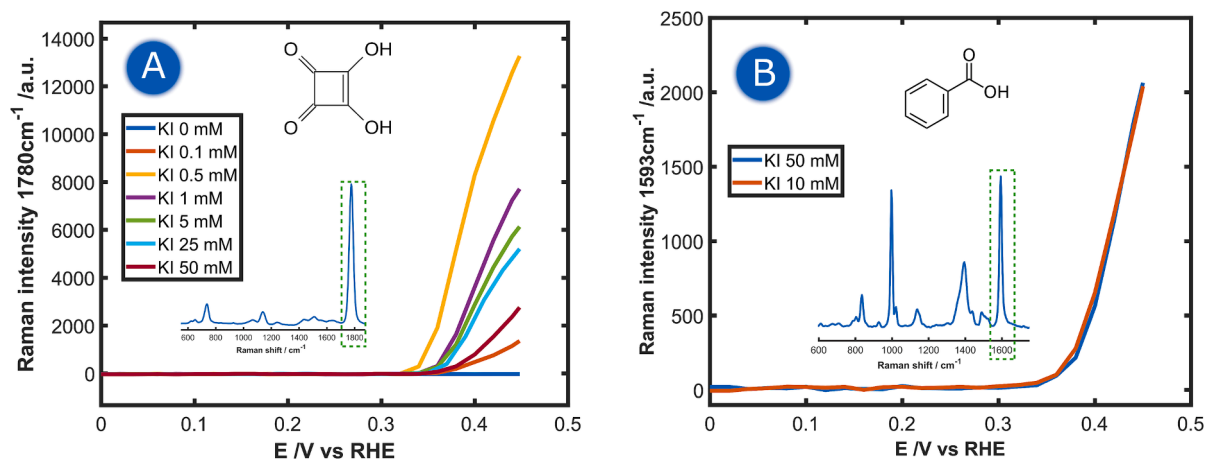 A
O
OH
O
OH
KI 0 mM
KI 0.1 mM
KI 0.5 mM
KI 1 mM
KI 5 mM
KI 25 mM
KI 50 mM
14000
12000
10000
8000
6000
4000
2000
0
Raman intensity 1780cm⁻¹ /a.u.
600 800 1000 1200 1400 1600 1800
Raman shift / cm⁻¹
0 0.1 0.2 0.3 0.4 0.5
E /V vs RHE
B
O
OH
KI 50 mM
KI 10 mM
2500
2000
1500
1000
500
0
Raman intensity 1593cm⁻¹ /a.u.
600 800 1000 1200 1400 1600
Raman shift / cm⁻¹
0 0.1 0.2 0.3 0.4 0.5
E /V vs RHE